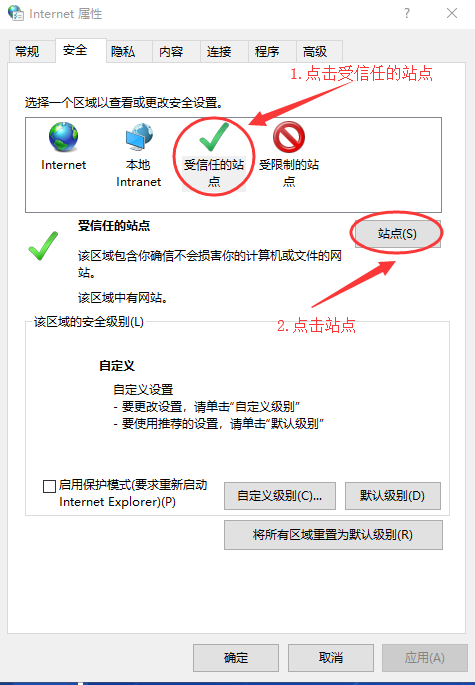 Internet 属性
常规 安全 隐私 内容 连接 程序 高级
1.点击受信任的站点
选择一个区域以查看或更改安全设置。
Internet
本地
Intranet
受信任的站
点
受限制的站
点
受信任的站点
站点(S)
该区域包含你确信不会损害你的计算机或文件的网
站。
该区域中有网站。
2.点击站点
该区域的安全级别(L)
自定义
自定义设置
- 要更改设置，请单击“自定义级别”
- 要使用推荐的设置，请单击“默认级别”
启用保护模式(要求重新启动
Internet Explorer)(P)
自定义级别(C)... 默认级别(D)
将所有区域重置为默认级别(R)
确定 取消 应用(A)